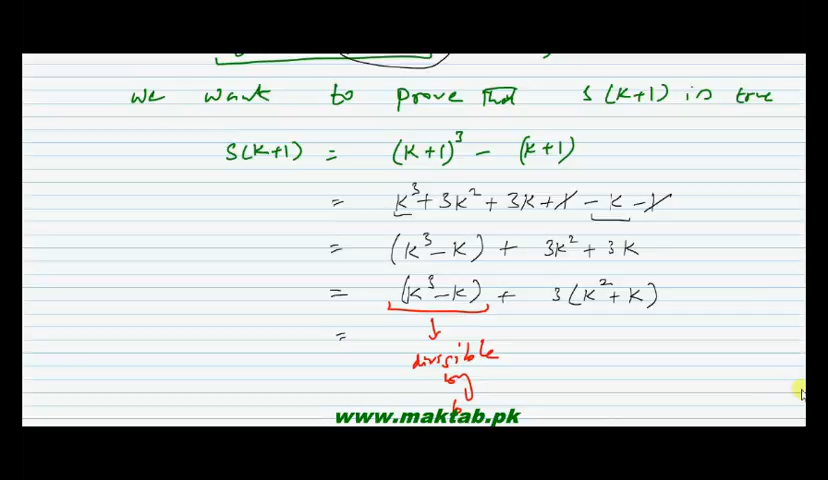 we want to prove that S(K+1) is true
S(K+1) = (K+1)³ - (K+1)
= K³ + 3K² + 3K + 1 - K - 1
= (K³ - K) + 3K² + 3K
= (K³ - K) + 3(K² + K)
=
divisible
by
6
www.maktab.pk